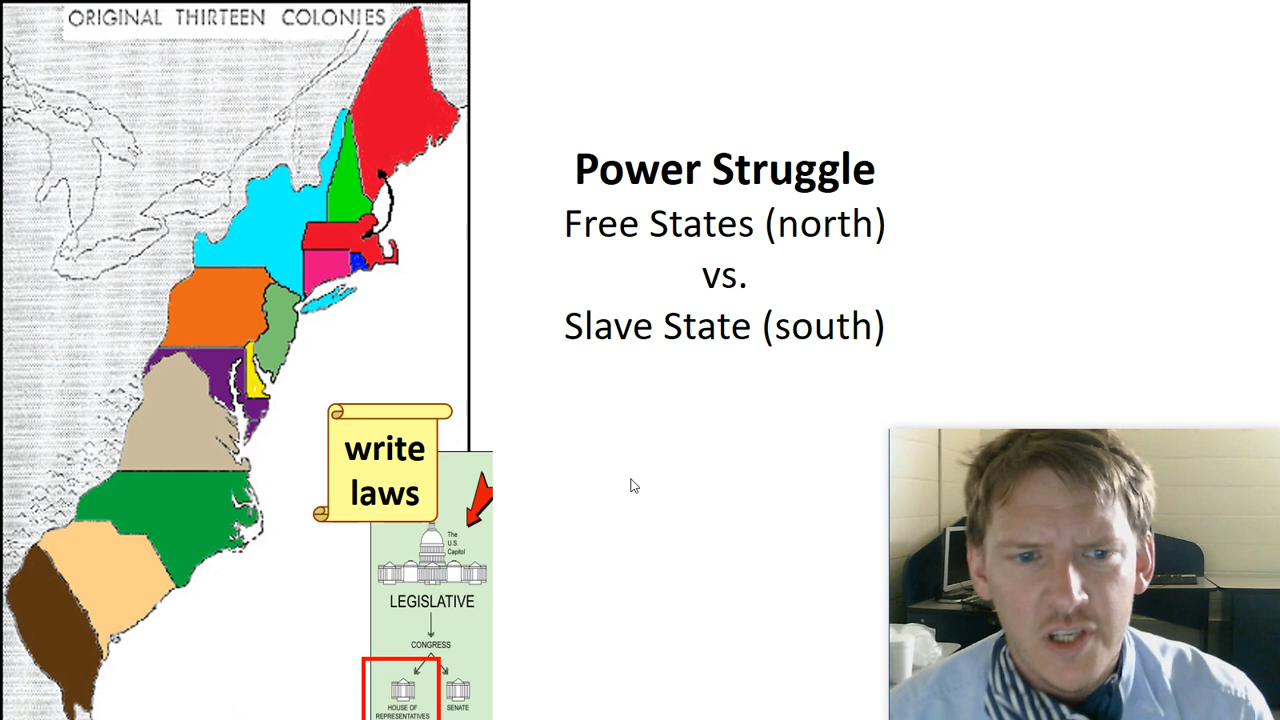 ORIGINAL THIRTEEN COLONIES
Power Struggle
Free States (north)
vs.
Slave State (south)
write
laws
The
U.S.
Capitol
LEGISLATIVE
CONGRESS
HOUSE OF
REPRESENTATIVES
SENATE